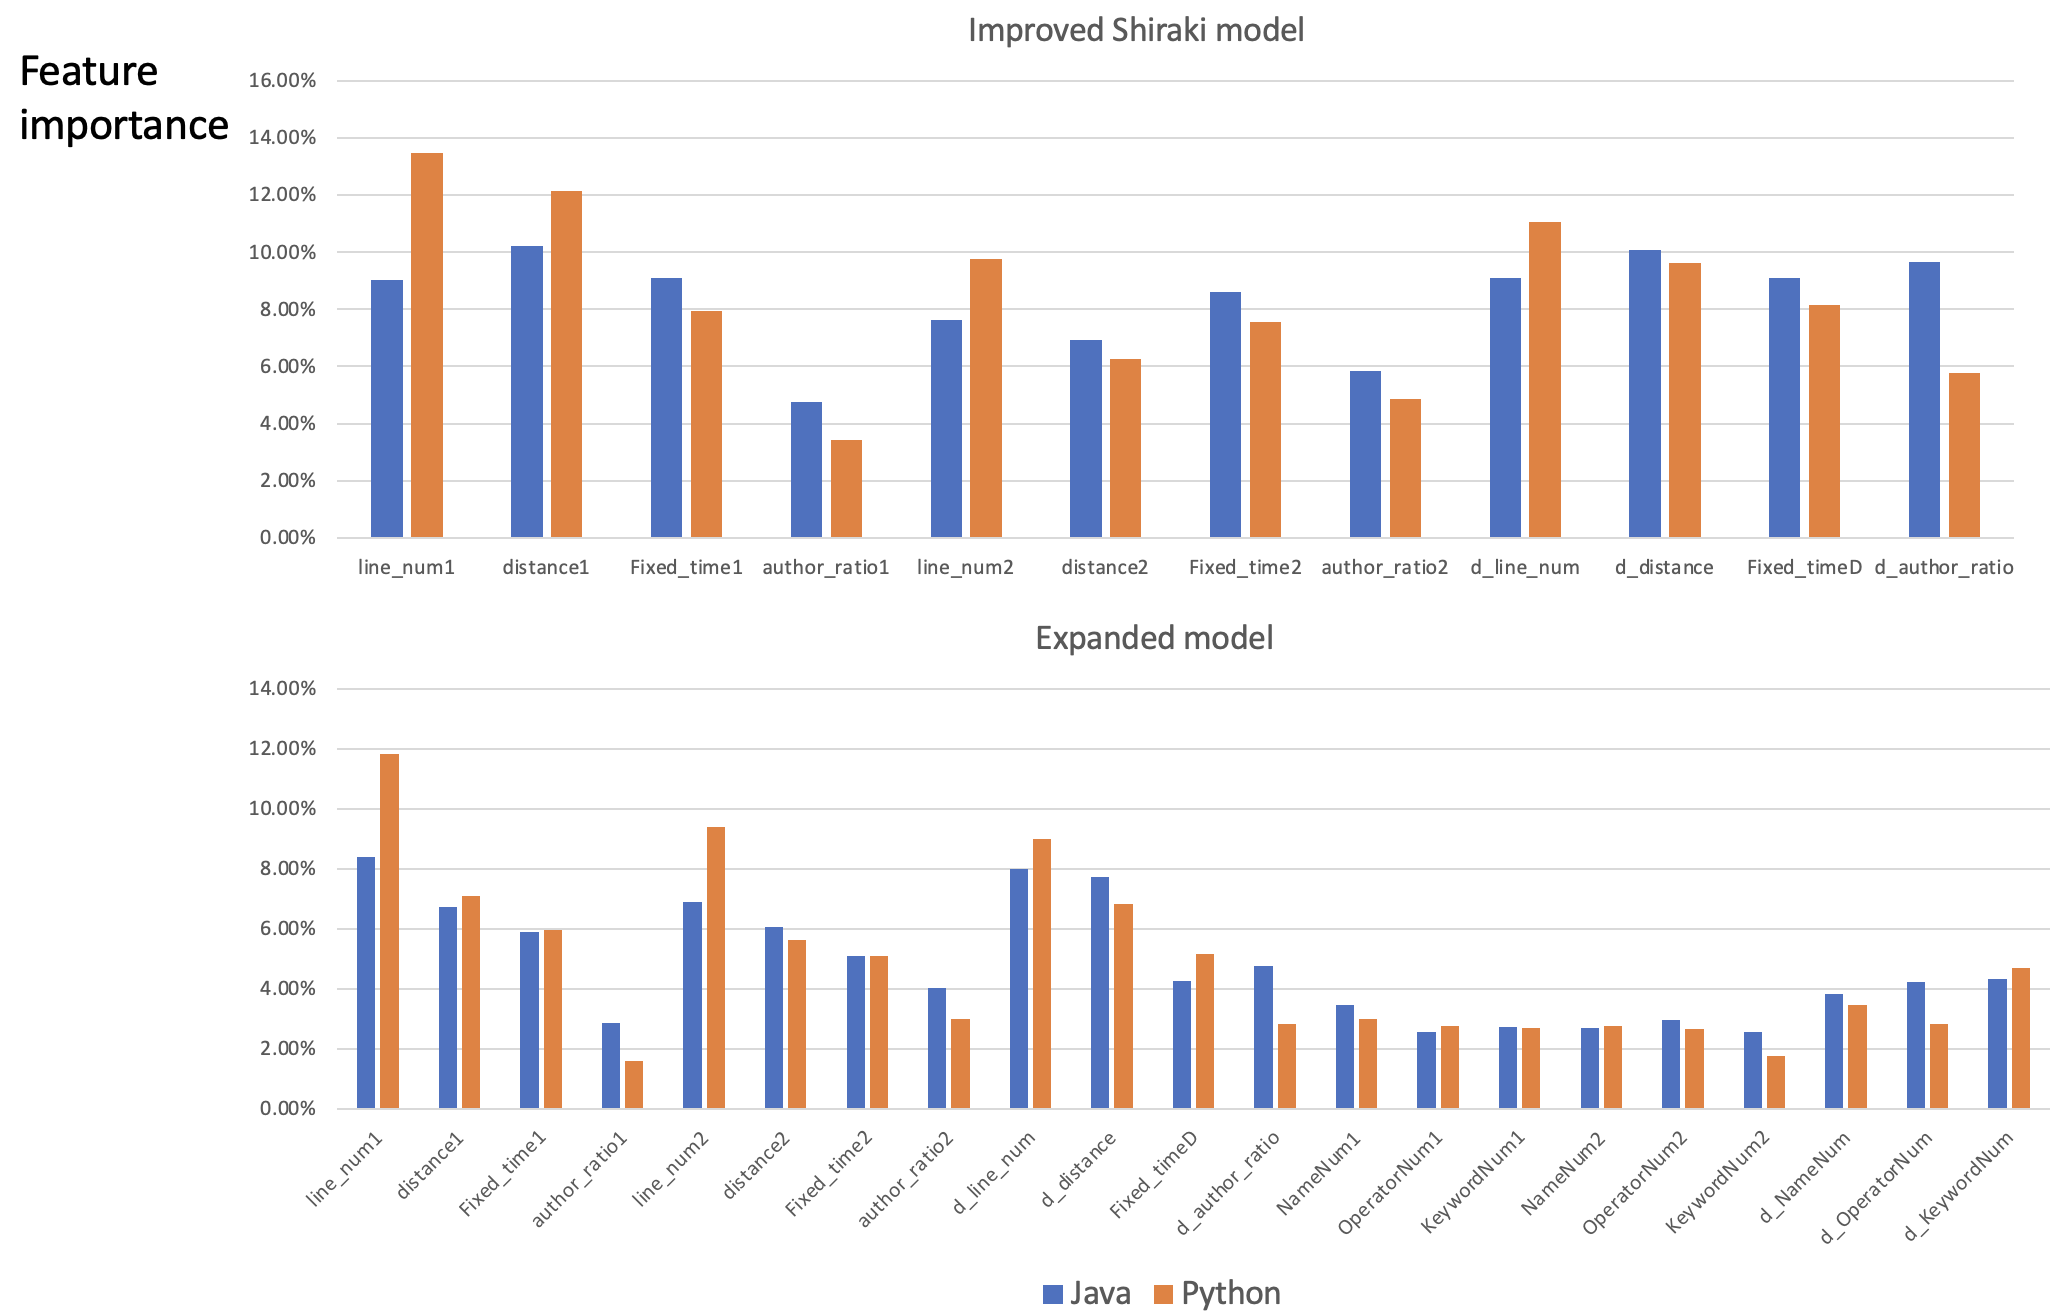 Improved Shiraki model
Feature
importance
16.00%
14.00%
12.00%
10.00%
8.00%
6.00%
4.00%
2.00%
0.00%
line_num1 distance1 Fixed_time1 author_ratio1 line_num2 distance2 Fixed_time2 author_ratio2 d_line_num d_distance Fixed_timeD d_author_ratio
Expanded model
14.00%
12.00%
10.00%
8.00%
6.00%
4.00%
2.00%
0.00%
line_num1
distance1
Fixed_time1
author_ratio1
line_num2
distance2
Fixed_time2
author_ratio2
d_line_num
d_distance
Fixed_timeD
d_author_ratio
NameNum1
OperatorNum1
KeywordNum1
NameNum2
OperatorNum2
KeywordNum2
d_NameNum
d_OperatorNum
d_KeywordNum
Java Python